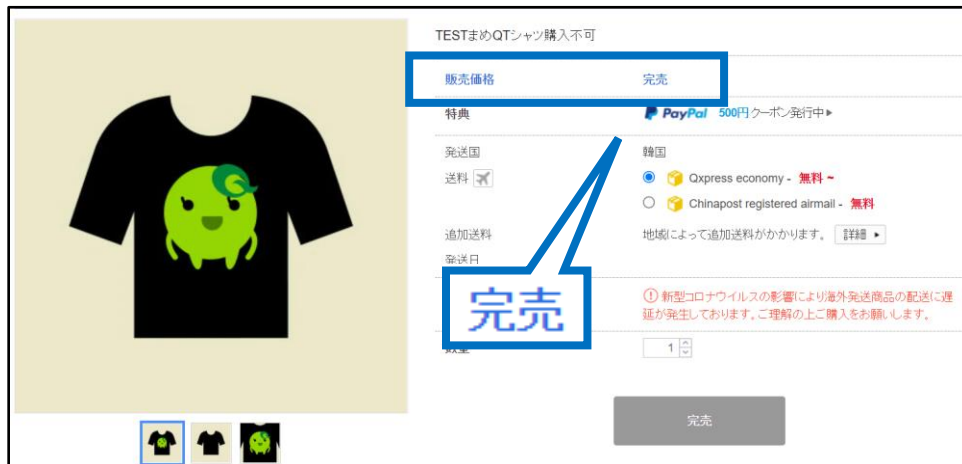 TESTまめQTシャツ購入不可
販売価格 完売
特典 PayPal 500円クーポン発行中▶
発送国 韓国
送料 Qxpress economy - 無料 ~
Chinapost registered airmail - 無料
追加送料 地域によって追加送料がかかります。 詳細 ▶
発送日
完売
新型コロナウイルスの影響により海外発送商品の配送に遅
延が発生しております。ご理解の上ご購入をお願いします。
数量 1
完売